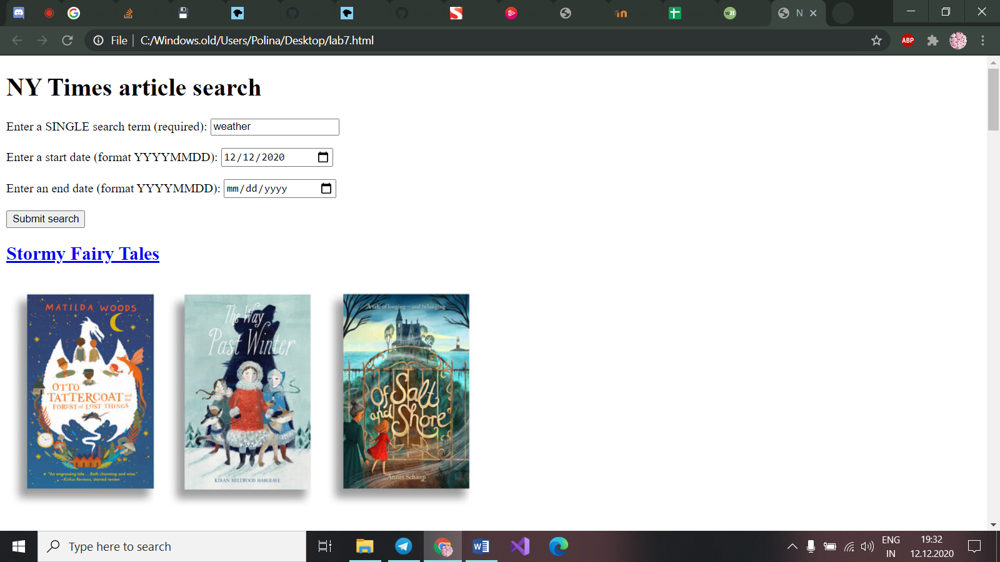 N
File
C:/Windows.old/Users/Polina/Desktop/lab7.html
ABP
NY Times article search
Enter a SINGLE search term (required): weather
Enter a start date (format YYYYMMDD): 12/12/2020
Enter an end date (format YYYYMMDD): mm/dd/yyyy
Submit search
Stormy Fairy Tales
MATILDA WOODS
OTTO
TATTERCOAT and the
FOREST of LOST THINGS
"An engrossing tale... Both charming and wise."
—Kirkus Reviews, starred review
The Way
Past Winter
KIRAN MILLWOOD HARGRAVE
A tale of longing—and belonging
Of Salt
and
Shore
Annet Schaap
Type here to search
ENG
IN
19:32
12.12.2020